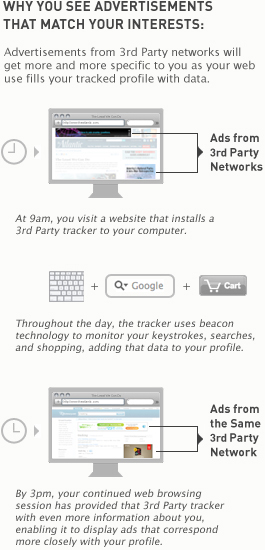 WHY YOU SEE ADVERTISEMENTS
THAT MATCH YOUR INTERESTS:
Advertisements from 3rd Party networks will
get more and more specific to you as your web
use fills your tracked profile with data.
Ads from
3rd Party
Networks
At 9am, you visit a website that installs a
3rd Party tracker to your computer.
+ Google + Cart
Throughout the day, the tracker uses beacon
technology to monitor your keystrokes, searches,
and shopping, adding that data to your profile.
Ads from
the Same
3rd Party
Network
By 3pm, your continued web browsing
session has provided that 3rd Party tracker
with even more information about you,
enabling it to display ads that correspond
more closely with your profile.